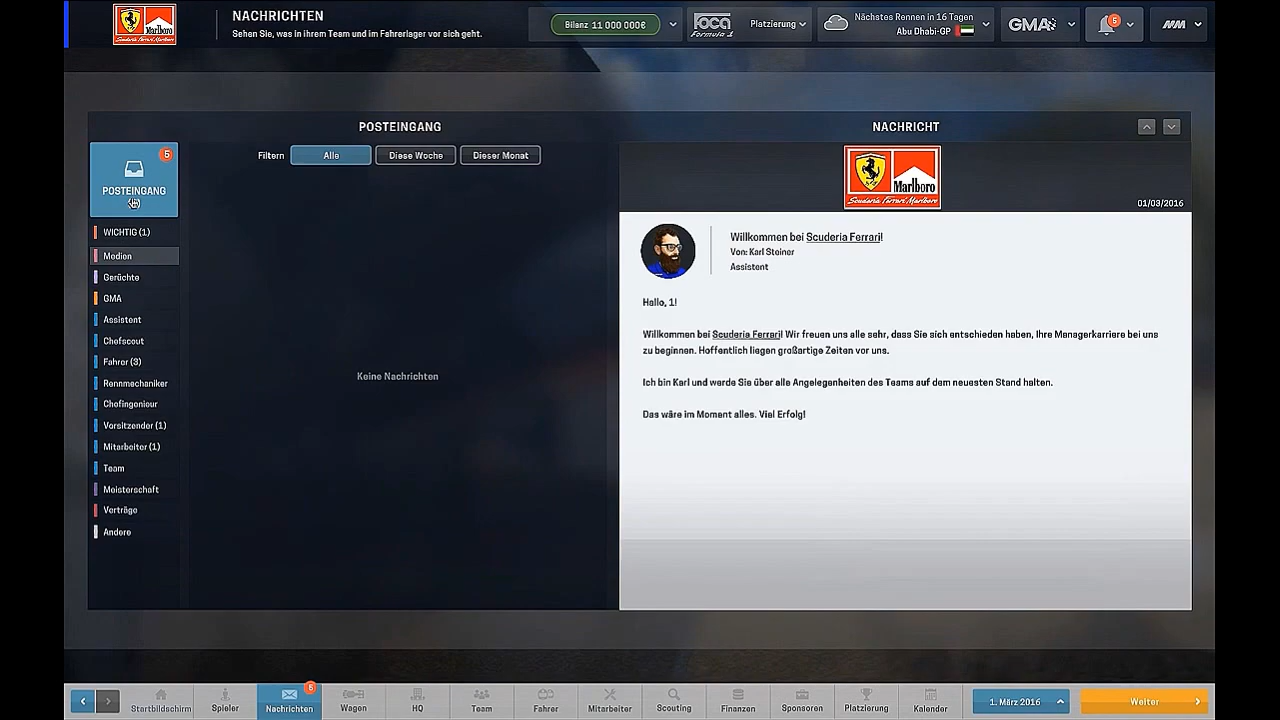 Marlboro
Scuderia Ferrari Marlboro
NACHRICHTEN
Sehen Sie, was in ihrem Team und im Fahrerlager vor sich geht.
Bilanz 11 000 000€
foca
Formula 1
Platzierung
Nächstes Rennen in 16 Tagen
Abu Dhabi-GP
GMA
5
POSTEINGANG
NACHRICHT
5
POSTEINGANG
Filtern
Alle
Diese Woche
Dieser Monat
Marlboro
Scuderia Ferrari Marlboro
01/03/2016
WICHTIG (1)
Medien
Gerüchte
GMA
Assistent
Chefscout
Fahrer (3)
Rennmechaniker
Chefingenieur
Vorsitzender (1)
Mitarbeiter (1)
Team
Meisterschaft
Verträge
Andere
Keine Nachrichten
Willkommen bei Scuderia Ferrari!
Von: Karl Steiner
Assistent
Hallo, 1!
Willkommen bei Scuderia Ferrari! Wir freuen uns alle sehr, dass Sie sich entschieden haben, Ihre Managerkarriere bei uns
zu beginnen. Hoffentlich liegen großartige Zeiten vor uns.
Ich bin Karl und werde Sie über alle Angelegenheiten des Teams auf dem neuesten Stand halten.
Das wäre im Moment alles. Viel Erfolg!
Startbildschirm
Spieler
5
Nachrichten
Wagen
HQ
Team
Fahrer
Mitarbeiter
Scouting
Finanzen
Sponsoren
Platzierung
Kalender
1. März 2016
Weiter